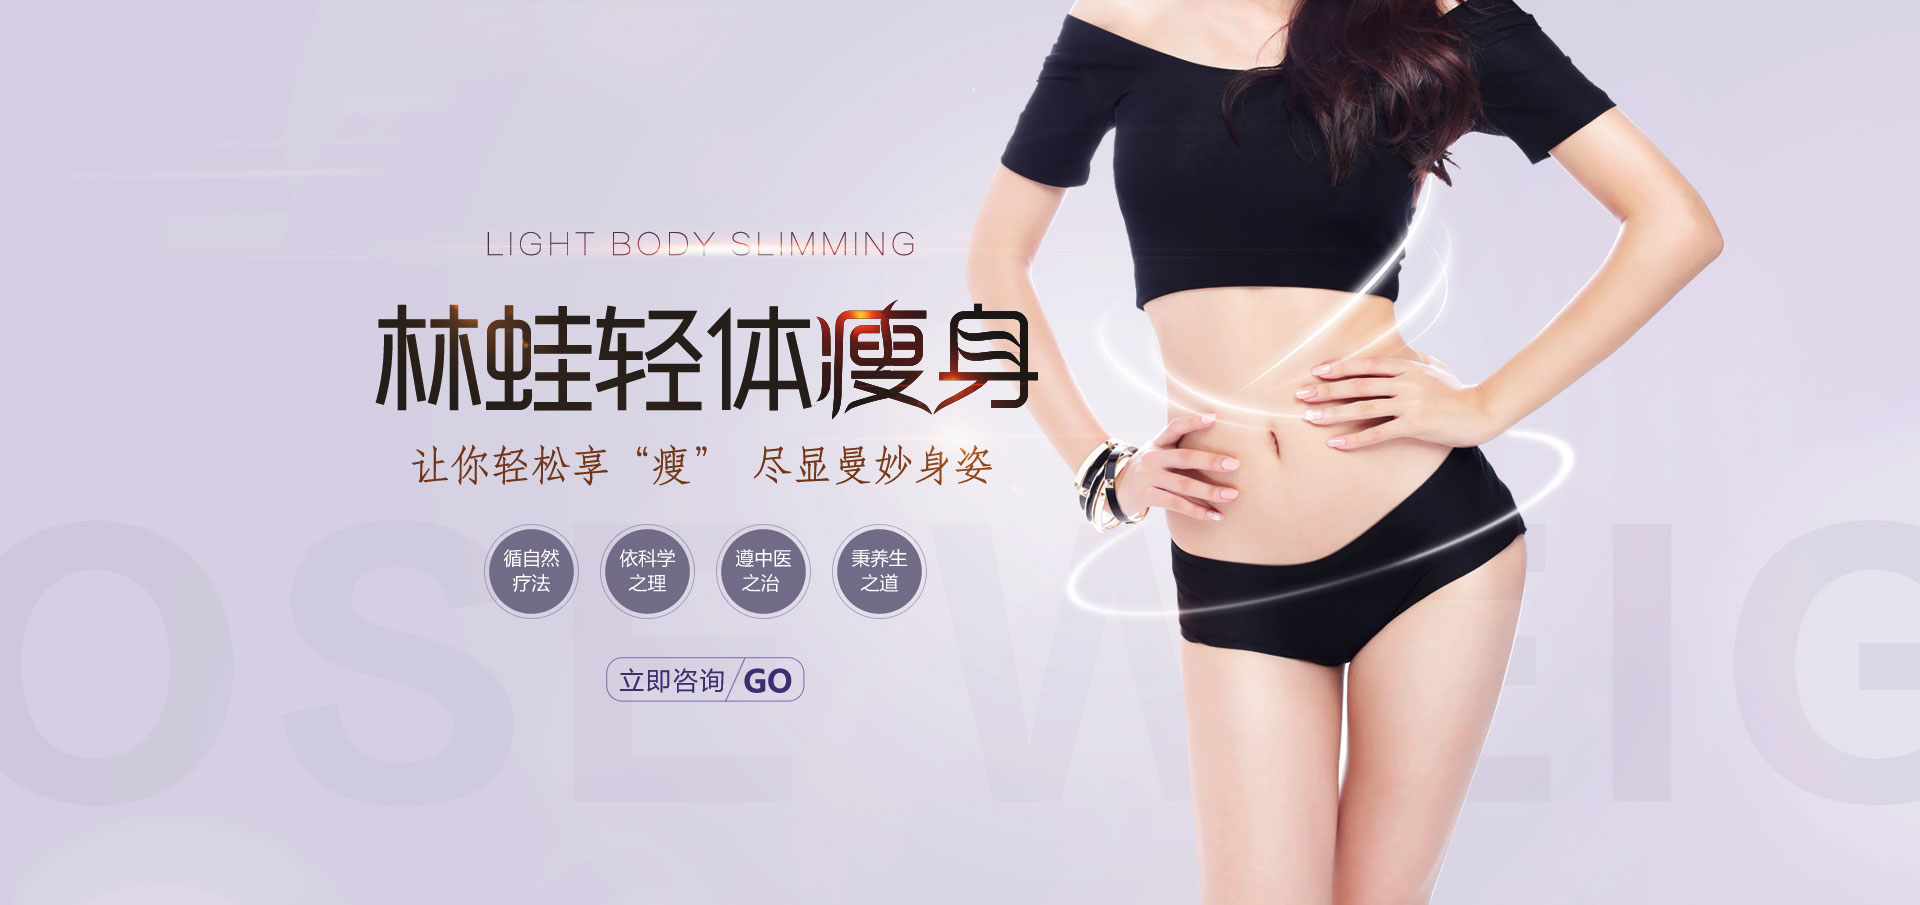 LIGHT BODY SLIMMING
林蛙轻体瘦身
让你轻松享“瘦” 尽显曼妙身姿
循自然
疗法
依科学
之理
遵中医
之治
秉养生
之道
立即咨询/GO
OSE WEIG